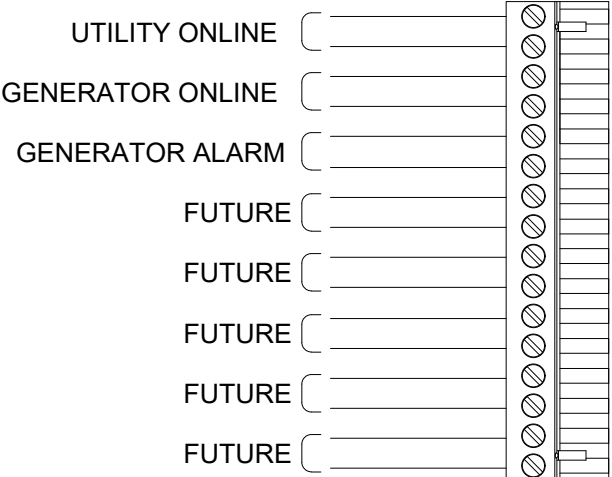 UTILITY ONLINE
GENERATOR ONLINE
GENERATOR ALARM
FUTURE
FUTURE
FUTURE
FUTURE
FUTURE